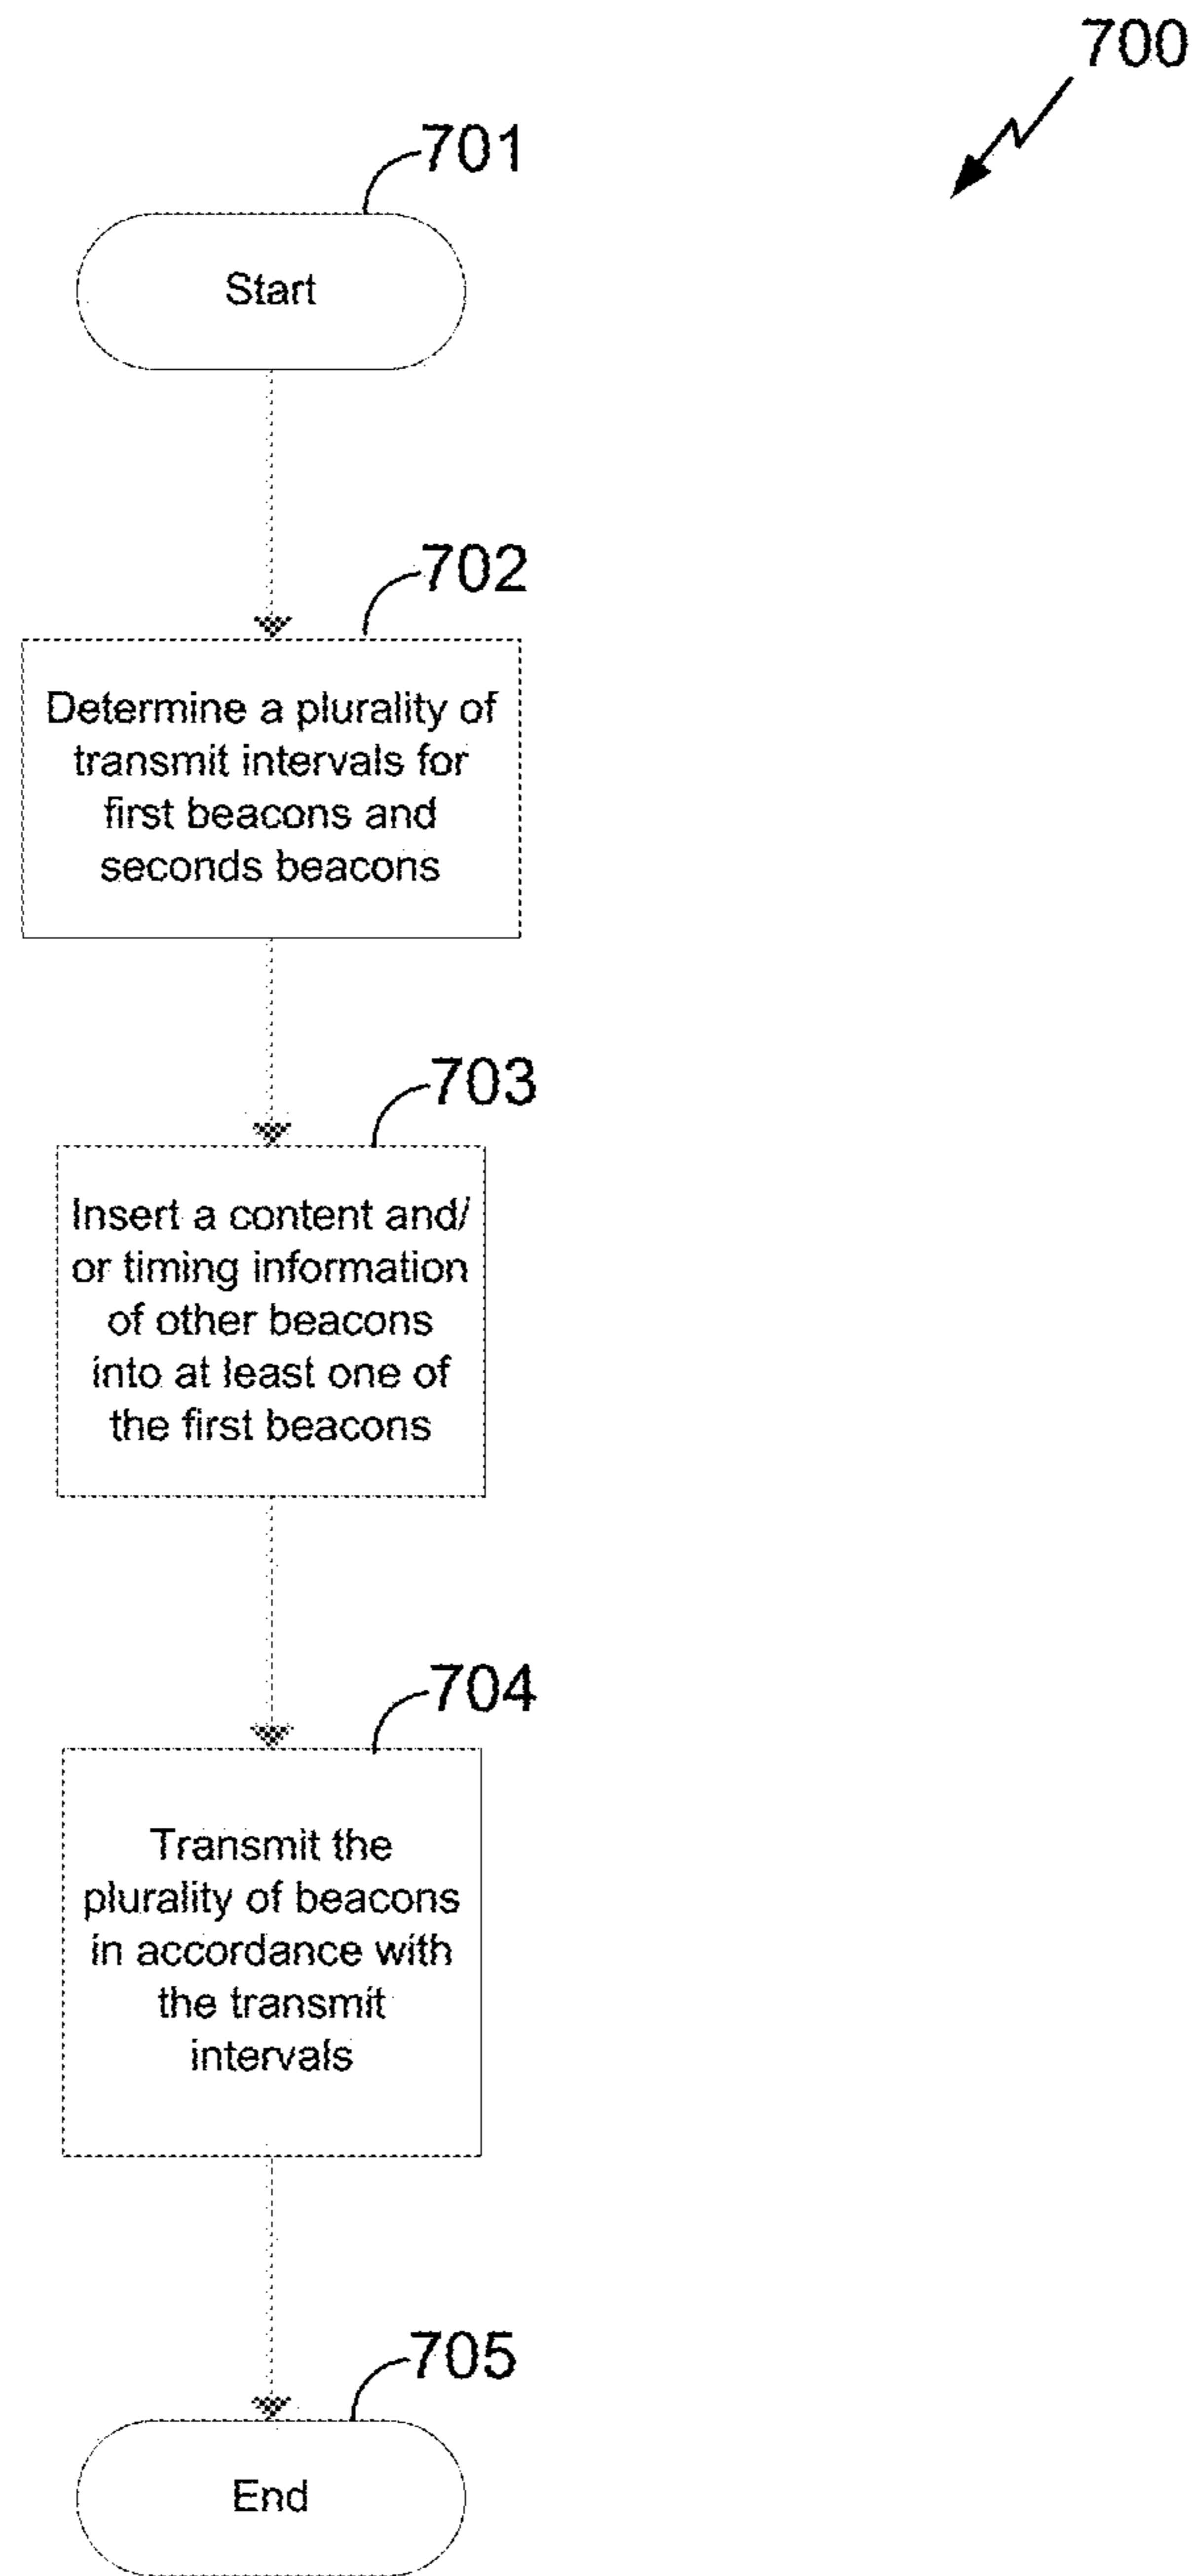 700
701
Start
702
Determine a plurality of
transmit intervals for
first beacons and
seconds beacons
703
Insert a content and/
or timing information
of other beacons
into at least one of
the first beacons
704
Transmit the
plurality of beacons
in accordance with
the transmit
intervals
705
End